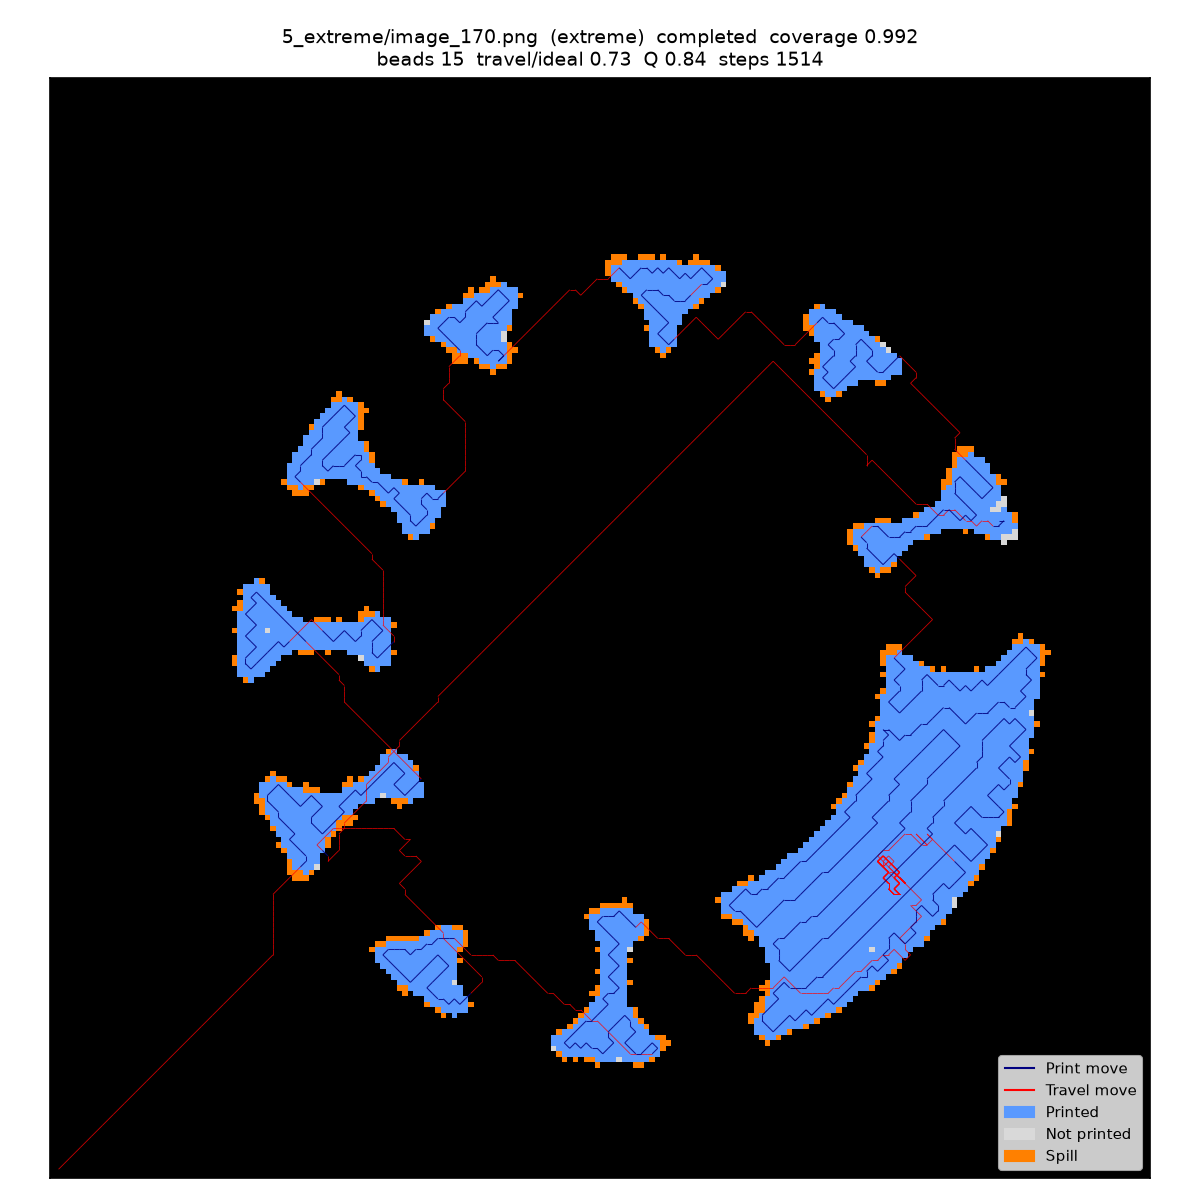 5_extreme/image_170.png  (extreme)  completed  coverage 0.992
beads 15  travel/ideal 0.73  Q 0.84  steps 1514
Print move
Travel move
Printed
Not printed
Spill